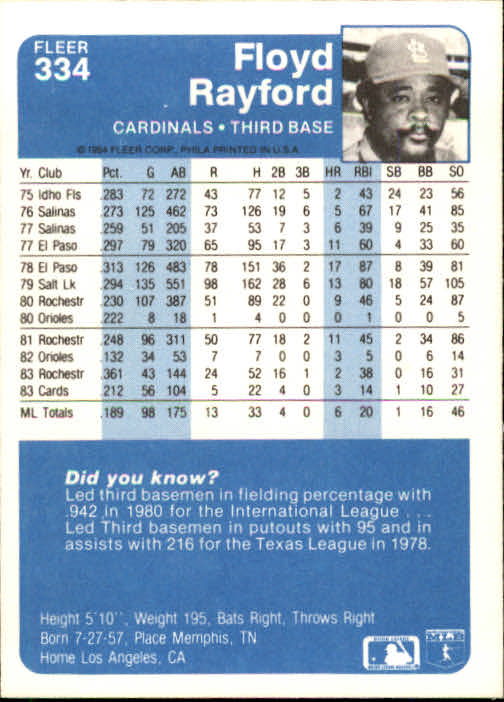 FLEER
334
Floyd
Rayford
CARDINALS • THIRD BASE
© 1984 FLEER CORP., PHILA PRINTED IN U.S.A.
Yr. Club Pct. G AB R H 2B 3B HR RBI SB BB SO
75 Idho Fls .283 72 272 43 77 12 5 2 43 24 23 56
76 Salinas .273 125 462 73 126 19 6 5 67 17 41 85
77 Salinas .259 51 205 37 53 7 3 6 39 9 25 35
77 El Paso .297 79 320 65 95 17 3 11 60 4 33 60
78 El Paso .313 126 483 78 151 36 2 17 87 8 39 81
79 Salt Lk .294 135 551 98 162 28 6 13 80 18 57 105
80 Rochestr .230 107 387 51 89 22 0 9 46 5 24 87
80 Orioles .222 8 18 1 4 0 0 0 1 0 0 5
81 Rochestr .248 96 311 50 77 18 2 11 45 2 34 86
82 Orioles .132 34 53 7 7 0 0 3 5 0 6 14
83 Rochestr .361 43 144 24 52 16 1 2 38 0 16 31
83 Cards .212 56 104 5 22 4 0 3 14 1 10 27
ML Totals .189 98 175 13 33 4 0 6 20 1 16 46
Did you know?
Led third basemen in fielding percentage with
.942 in 1980 for the International League . . .
Led Third basemen in putouts with 95 and in
assists with 216 for the Texas League in 1978.
Height 5'10'', Weight 195, Bats Right, Throws Right
Born 7-27-57, Place Memphis, TN
Home Los Angeles, CA